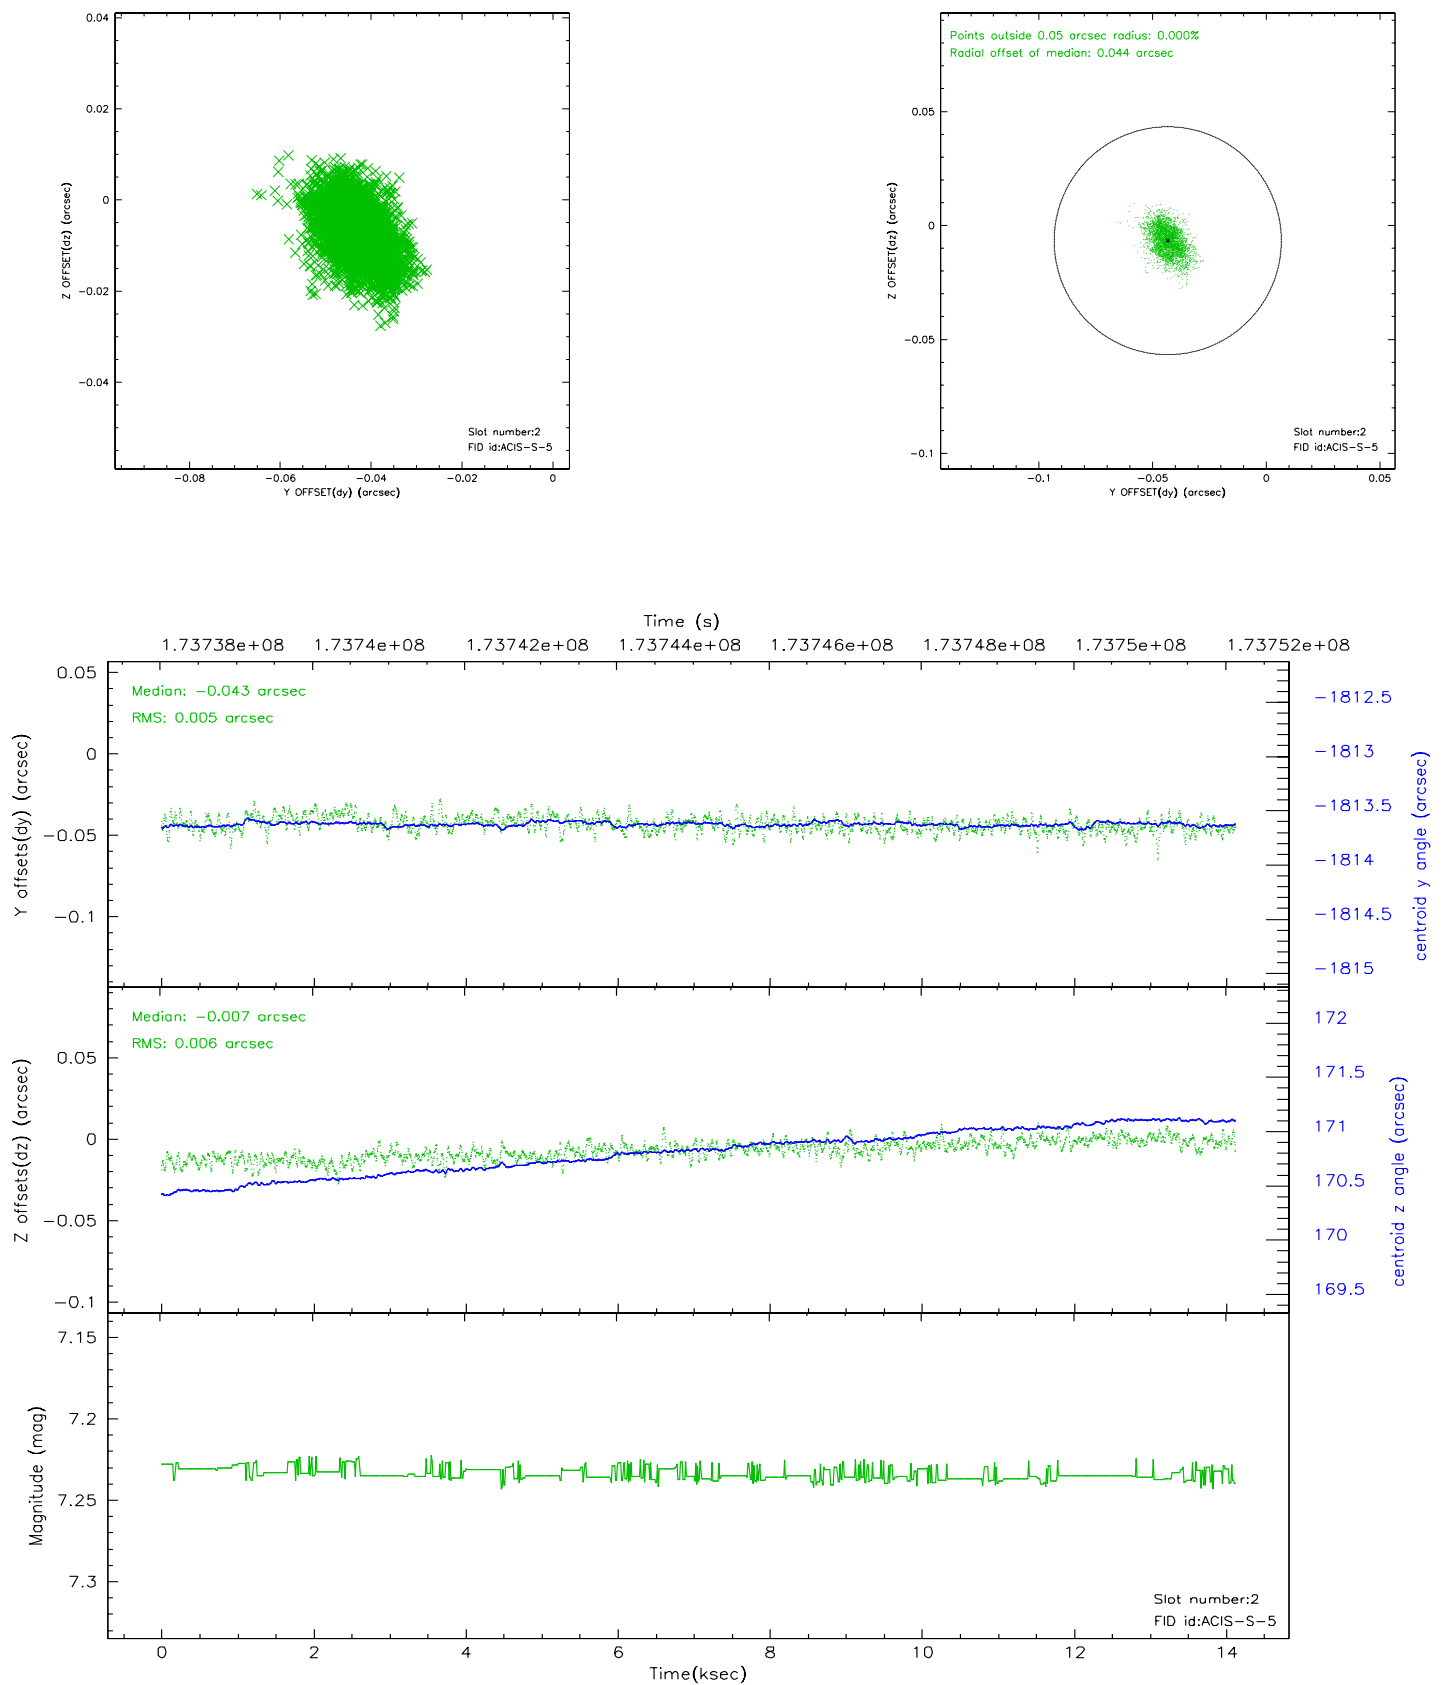 0.04
0.02
0
-0.02
-0.04
Z OFFSET(dz) (arcsec)
Slot number:2
FID id:ACIS-S-5
-0.08 -0.06 -0.04 -0.02 0
Y OFFSET(dy) (arcsec)
Points outside 0.05 arcsec radius: 0.000%
Radial offset of median: 0.044 arcsec
0.05
0
-0.05
-0.1
Z OFFSET(dz) (arcsec)
Slot number:2
FID id:ACIS-S-5
-0.1 -0.05 0 0.05
Y OFFSET(dy) (arcsec)
Time (s)
1.73738e+08 1.7374e+08 1.73742e+08 1.73744e+08 1.73746e+08 1.73748e+08 1.7375e+08 1.73752e+08
0.05
0
-0.05
-0.1
Y offsets(dy) (arcsec)
Median: -0.043 arcsec
RMS: 0.005 arcsec
-1812.5
-1813
-1813.5
-1814
-1814.5
-1815
centroid y angle (arcsec)
0.05
0
-0.05
-0.1
Z offsets(dz) (arcsec)
Median: -0.007 arcsec
RMS: 0.006 arcsec
172
171.5
171
170.5
170
169.5
centroid z angle (arcsec)
7.15
7.2
7.25
7.3
Magnitude (mag)
Slot number:2
FID id:ACIS-S-5
0 2 4 6 8 10 12 14
Time(ksec)